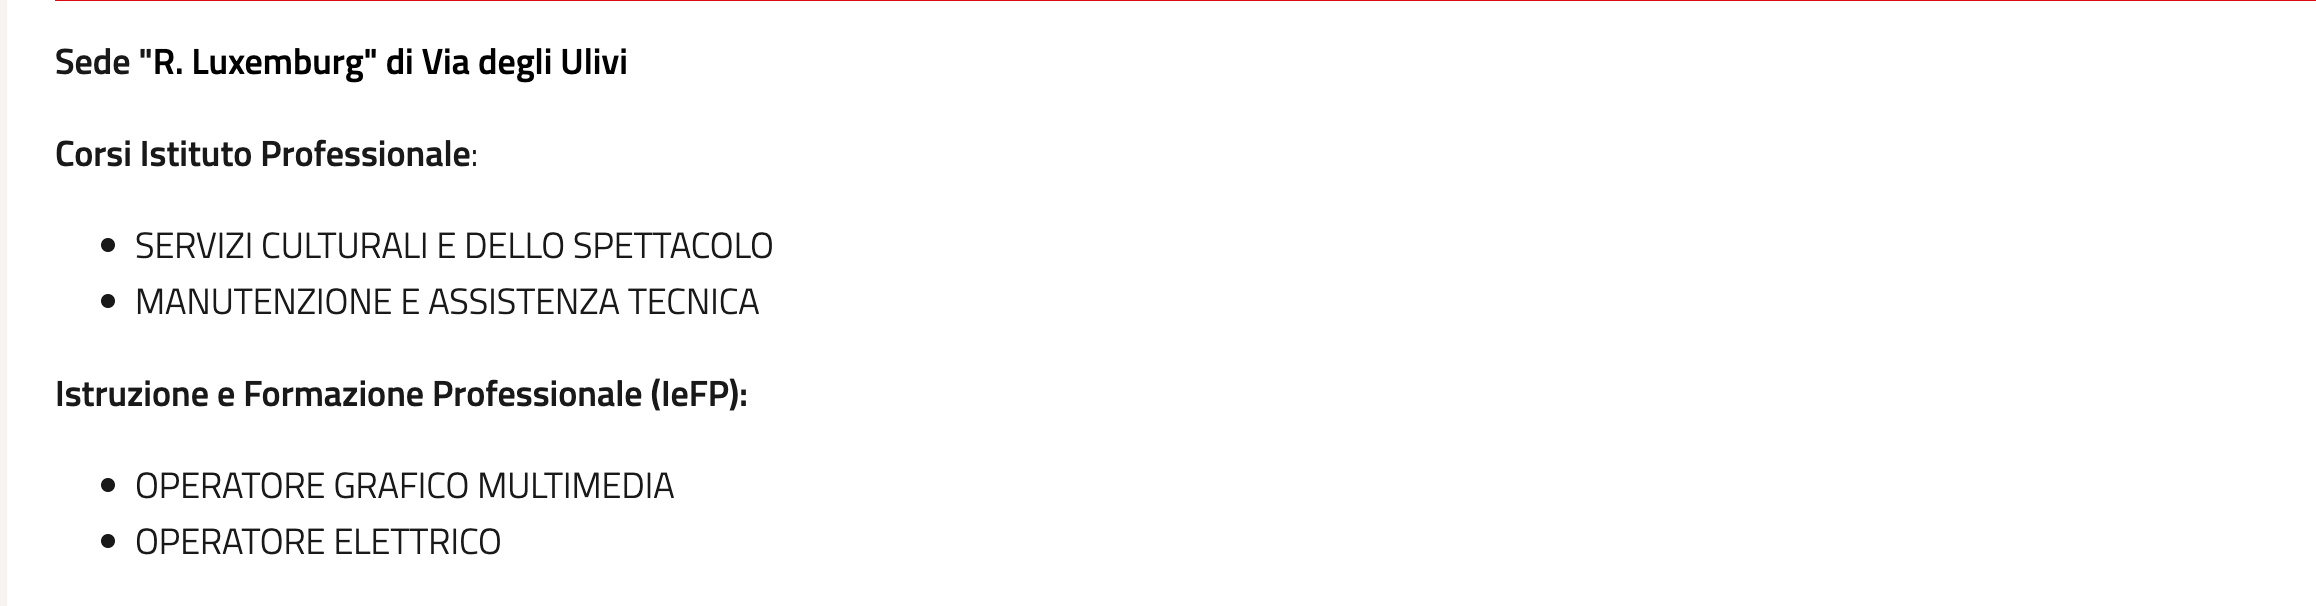 Sede "R. Luxemburg" di Via degli Ulivi
Corsi Istituto Professionale:
• SERVIZI CULTURALI E DELLO SPETTACOLO
• MANUTENZIONE E ASSISTENZA TECNICA
Istruzione e Formazione Professionale (IeFP):
• OPERATORE GRAFICO MULTIMEDIA
• OPERATORE ELETTRICO